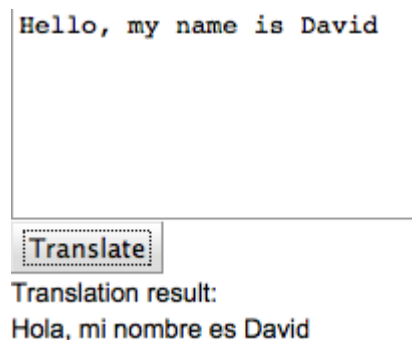 Hello, my name is David
Translate
Translation result:
Hola, mi nombre es David